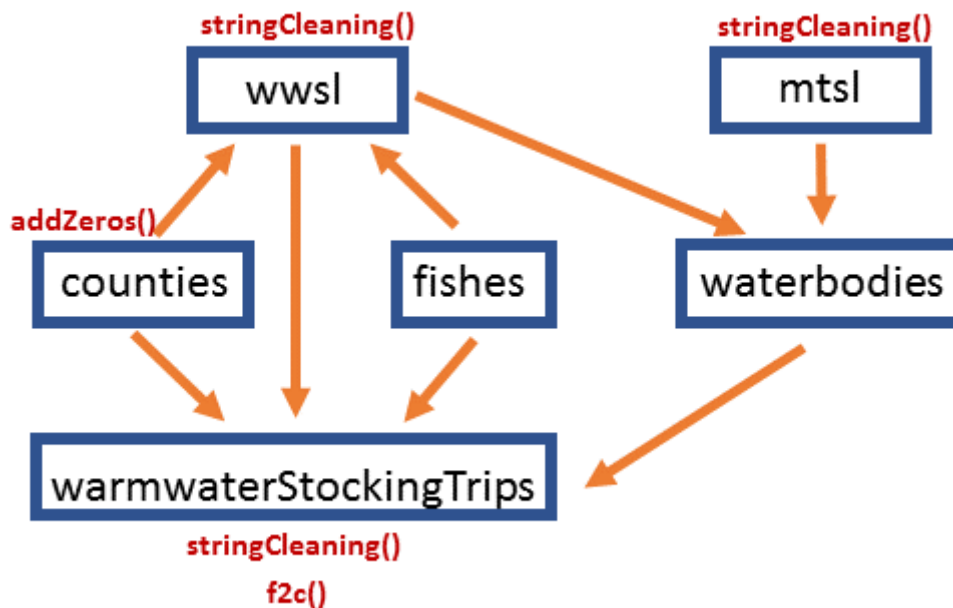 stringCleaning()
wwsl
stringCleaning()
mtsl
addZeros()
counties
fishes
waterbodies
warmwaterStockingTrips
stringCleaning()
f2c()